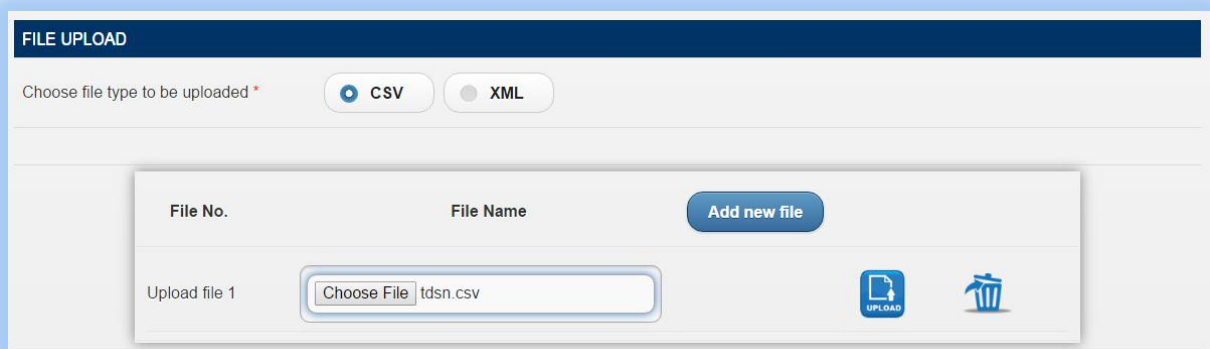 FILE UPLOAD
Choose file type to be uploaded * CSV XML
File No. File Name Add new file
Upload file 1 Choose File tdsn.csv UPLOAD